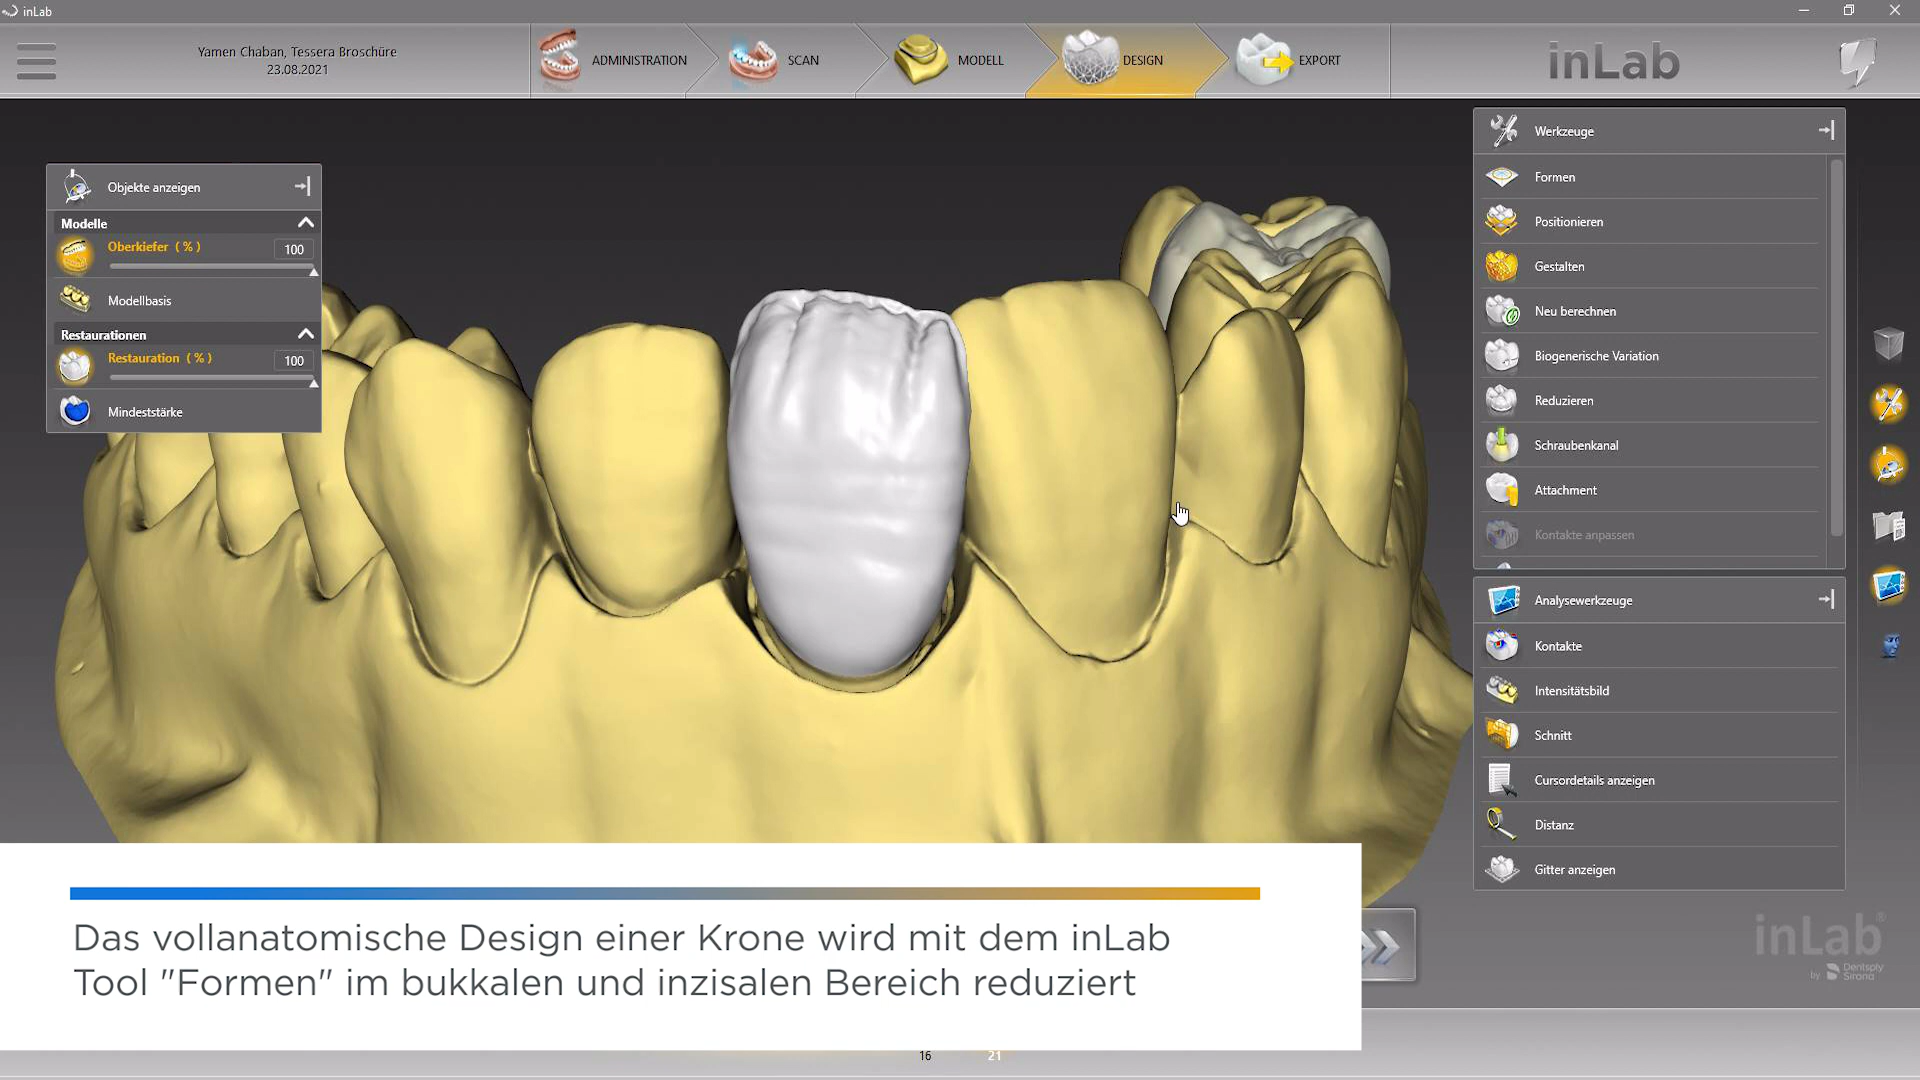 inLab
Yamen Chaban, Tessera Broschüre
23.08.2021
ADMINISTRATION
SCAN
MODELL
DESIGN
EXPORT
inLab
Objekte anzeigen
Modelle
Oberkiefer ( % )
100
Modellbasis
Restaurationen
Restauration ( % )
100
Mindeststärke
Werkzeuge
Formen
Positionieren
Gestalten
Neu berechnen
Biogenerische Variation
Reduzieren
Schraubenkanal
Attachment
Kontakte anpassen
Analysewerkzeuge
Kontakte
Intensitätsbild
Schnitt
Cursordetails anzeigen
Distanz
Gitter anzeigen
Das vollanatomische Design einer Krone wird mit dem inLab
Tool "Formen" im bukkalen und inzisalen Bereich reduziert
inLab®
by Dentsply
Sirona
16
21